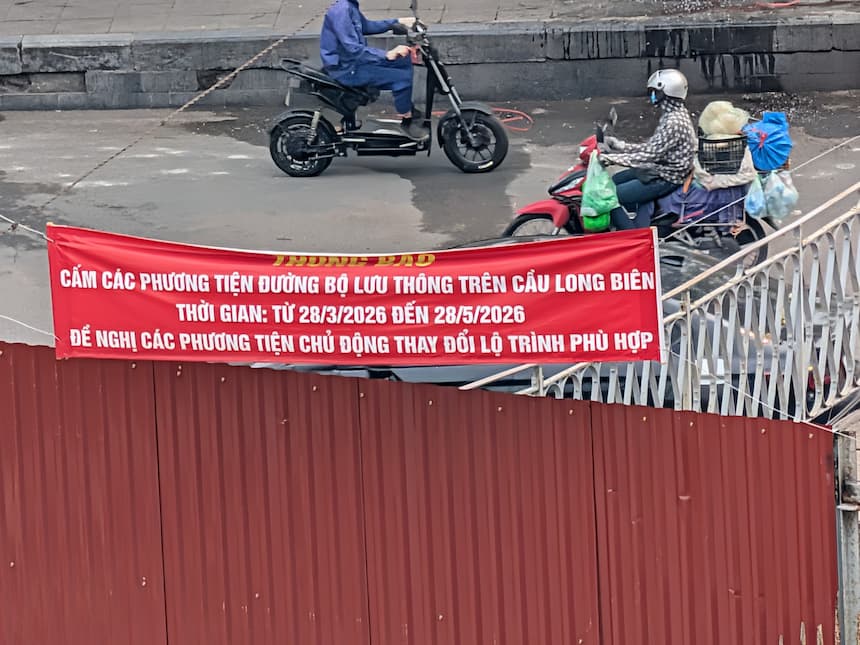 THÔNG BÁO
CẤM CÁC PHƯƠNG TIỆN ĐƯỜNG BỘ LƯU THÔNG TRÊN CẦU LONG BIÊN
THỜI GIAN: TỪ 28/3/2026 ĐẾN 28/5/2026
ĐỀ NGHỊ CÁC PHƯƠNG TIỆN CHỦ ĐỘNG THAY ĐỔI LỘ TRÌNH PHÙ HỢP